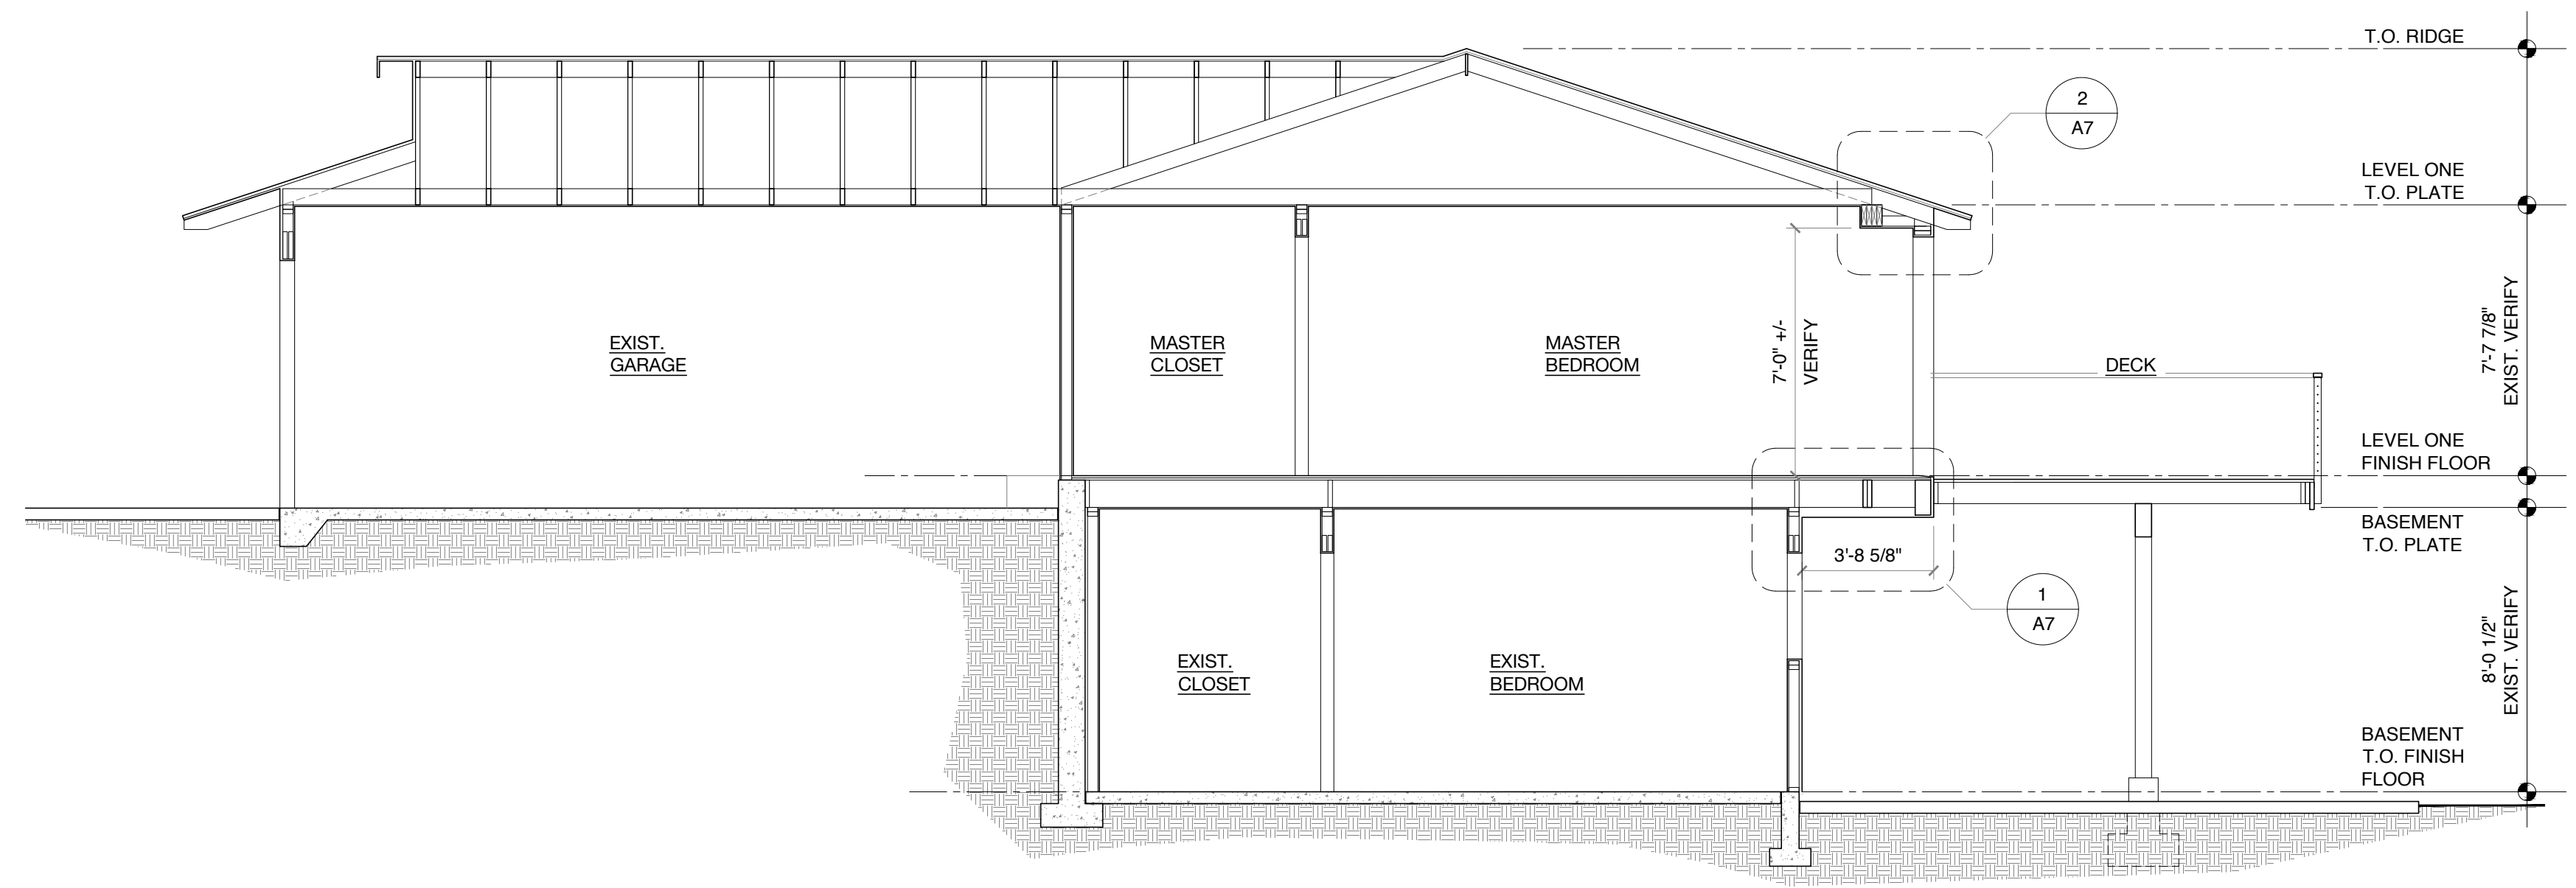 T.O. RIDGE
2
A7
LEVEL ONE
T.O. PLATE
EXIST.
GARAGE
MASTER
CLOSET
MASTER
BEDROOM
7'-0" +/-
VERIFY
DECK
7'-7 7/8"
EXIST. VERIFY
LEVEL ONE
FINISH FLOOR
BASEMENT
T.O. PLATE
3'-8 5/8"
1
A7
EXIST.
CLOSET
EXIST.
BEDROOM
8'-0 1/2"
EXIST. VERIFY
BASEMENT
T.O. FINISH
FLOOR